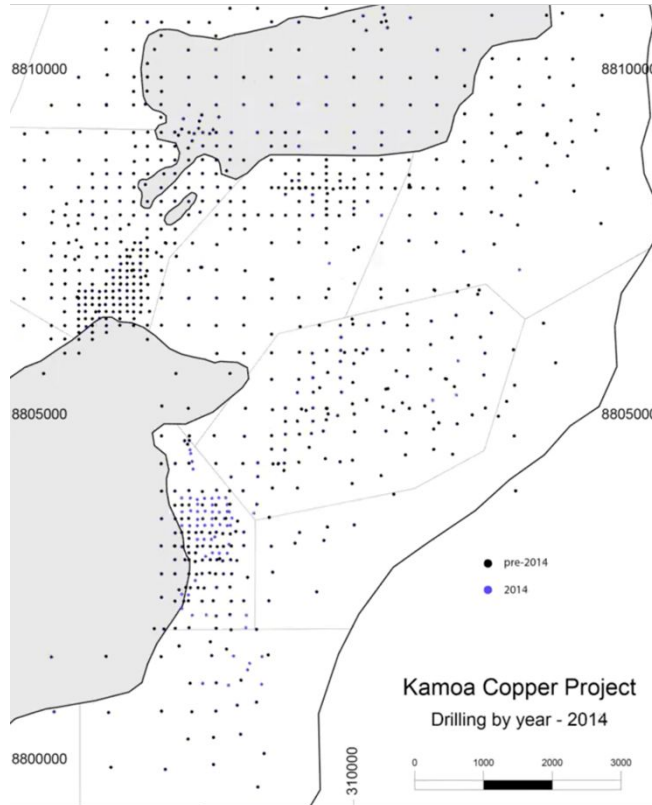 8810000 8810000
8805000 8805000
pre-2014
2014
Kamoa Copper Project
Drilling by year - 2014
8800000
310000
0 1000 2000 3000